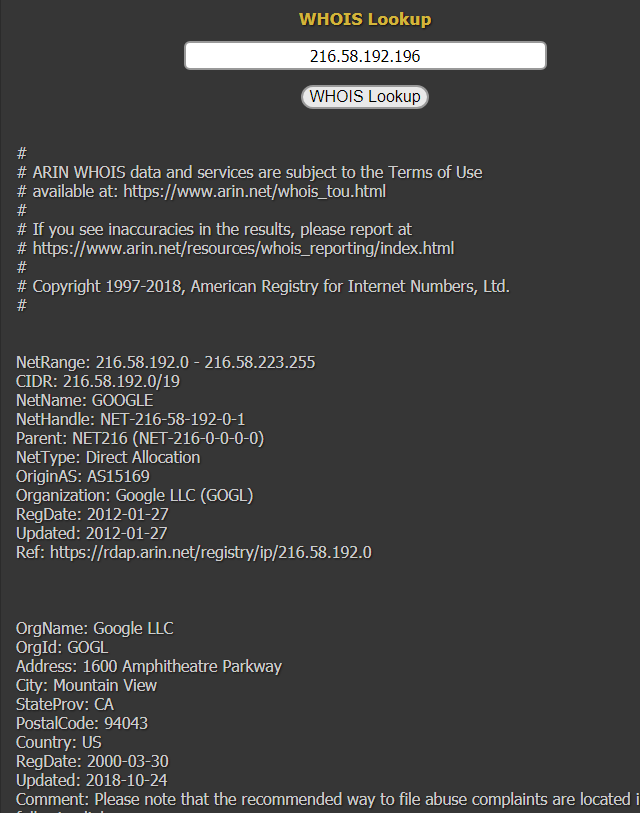 WHOIS Lookup
216.58.192.196
WHOIS Lookup
#
# ARIN WHOIS data and services are subject to the Terms of Use
# available at: https://www.arin.net/whois_tou.html
#
# If you see inaccuracies in the results, please report at
# https://www.arin.net/resources/whois_reporting/index.html
#
# Copyright 1997-2018, American Registry for Internet Numbers, Ltd.
#
NetRange: 216.58.192.0 - 216.58.223.255
CIDR: 216.58.192.0/19
NetName: GOOGLE
NetHandle: NET-216-58-192-0-1
Parent: NET216 (NET-216-0-0-0-0)
NetType: Direct Allocation
OriginAS: AS15169
Organization: Google LLC (GOGL)
RegDate: 2012-01-27
Updated: 2012-01-27
Ref: https://rdap.arin.net/registry/ip/216.58.192.0
OrgName: Google LLC
OrgId: GOGL
Address: 1600 Amphitheatre Parkway
City: Mountain View
StateProv: CA
PostalCode: 94043
Country: US
RegDate: 2000-03-30
Updated: 2018-10-24
Comment: Please note that the recommended way to file abuse complaints are located i